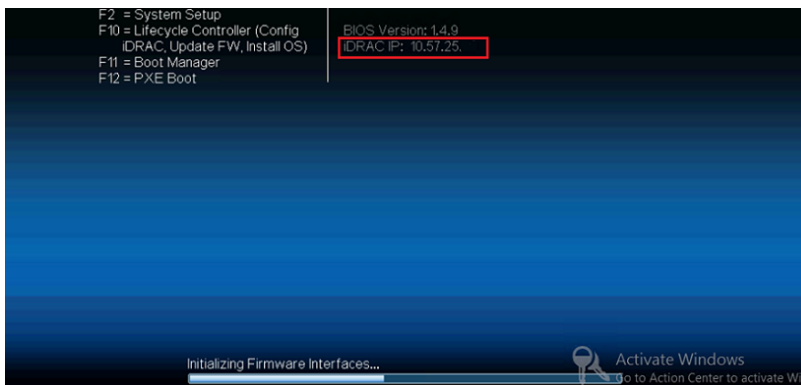 F2 = System Setup
F10 = Lifecycle Controller (Config
iDRAC, Update FW, Install OS)
F11 = Boot Manager
F12 = PXE Boot
BIOS Version: 1.4.9
iDRAC IP: 10.57.25.
Initializing Firmware Interfaces...
Activate Windows
Go to Action Center to activate Wi